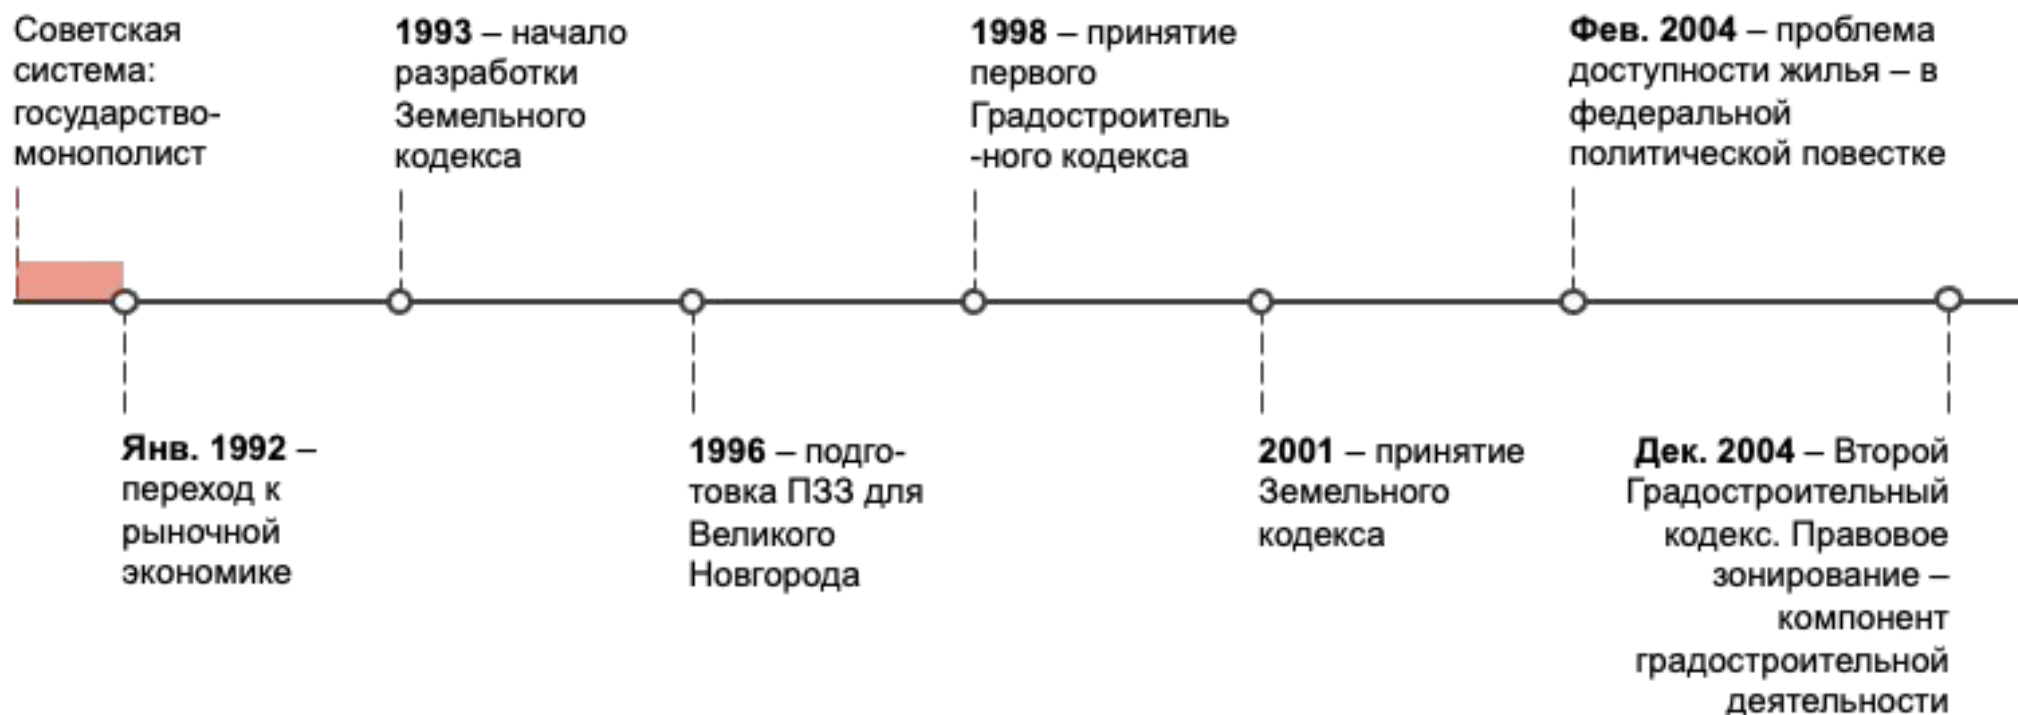 Советская
система:
государство-
монополист
1993 – начало
разработки
Земельного
кодекса
1998 – принятие
первого
Градостроитель
-ного кодекса
Фев. 2004 – проблема
доступности жилья – в
федеральной
политической повестке
Янв. 1992 –
переход к
рыночной
экономике
1996 – подго-
товка ПЗЗ для
Великого
Новгорода
2001 – принятие
Земельного
кодекса
Дек. 2004 – Второй
Градостроительный
кодекс. Правовое
зонирование –
компонент
градостроительной
деятельности